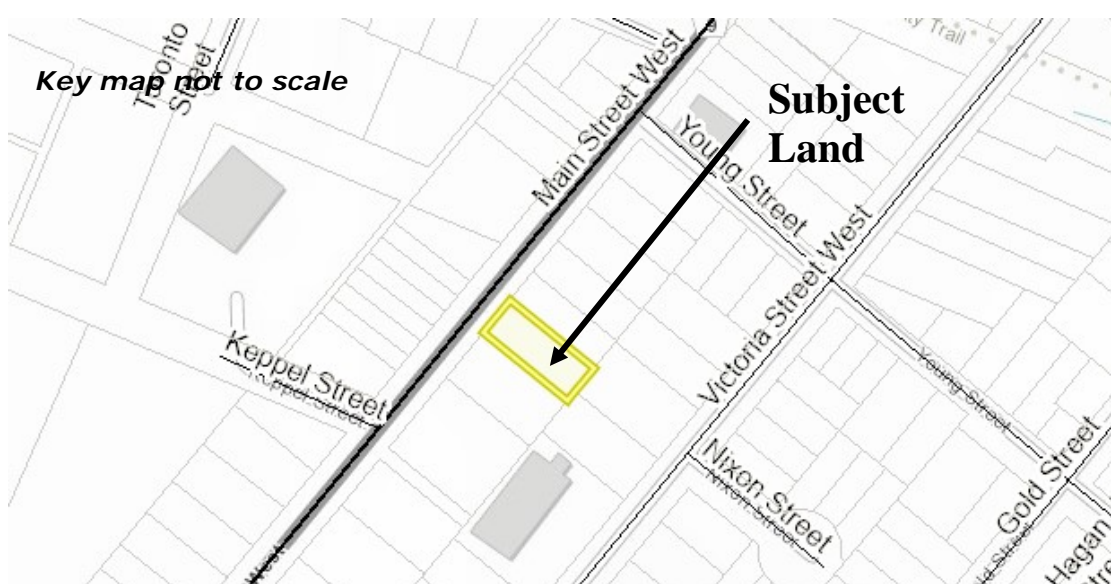 Toronto
Street
Key map not to scale
Main Street West
Subject
Land
Young Street
Trail
Victoria Street West
Keppel Street
Keppel Street
Young Street
Nixon Street
Nixon Street
Gold Street
Street
Hagan
West